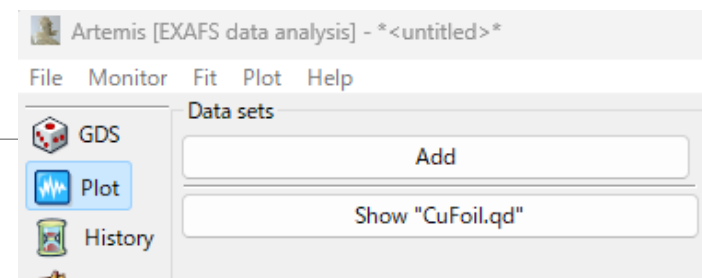 Artemis [EXAFS data analysis] - *<untitled>*
File Monitor Fit Plot Help
GDS
Plot
History
Data sets
Add
Show "CuFoil.qd"